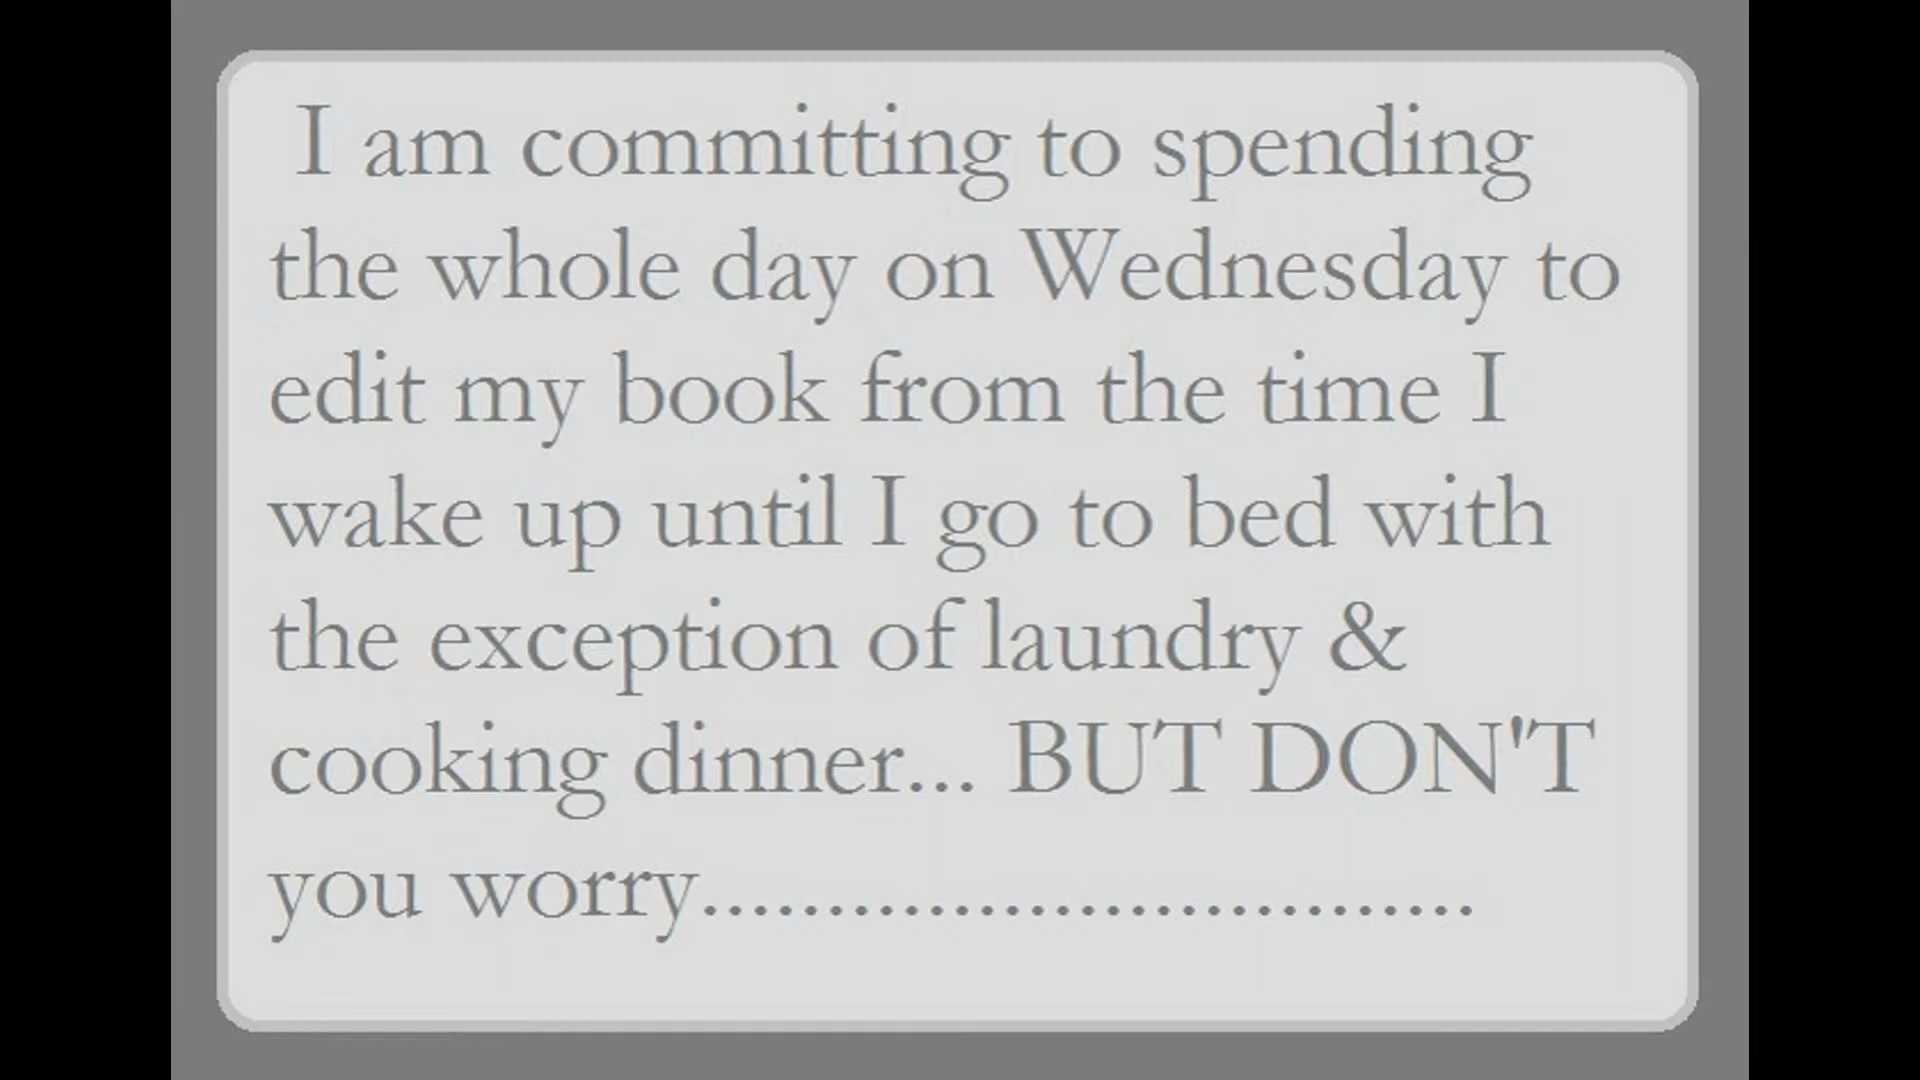 I am committing to spending
the whole day on Wednesday to
edit my book from the time I
wake up until I go to bed with
the exception of laundry &
cooking dinner... BUT DON'T
you worry...............................